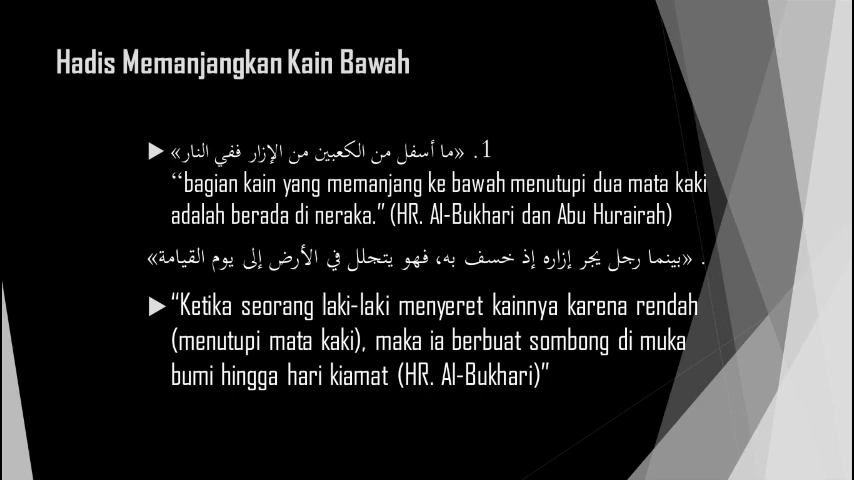 Hadis Memanjangkan Kain Bawah
1. «ما أسفل من الكعبين من الإزار ففي النار»
“bagian kain yang memanjang ke bawah menutupi dua mata kaki
adalah berada di neraka.” (HR. Al-Bukhari dan Abu Hurairah)
. «بينما رجل يجر إزاره إذ خسف به، فهو يتجلل في الأرض إلى يوم القيامة»
“Ketika seorang laki-laki menyeret kainnya karena rendah
(menutupi mata kaki), maka ia berbuat sombong di muka
bumi hingga hari kiamat (HR. Al-Bukhari)”